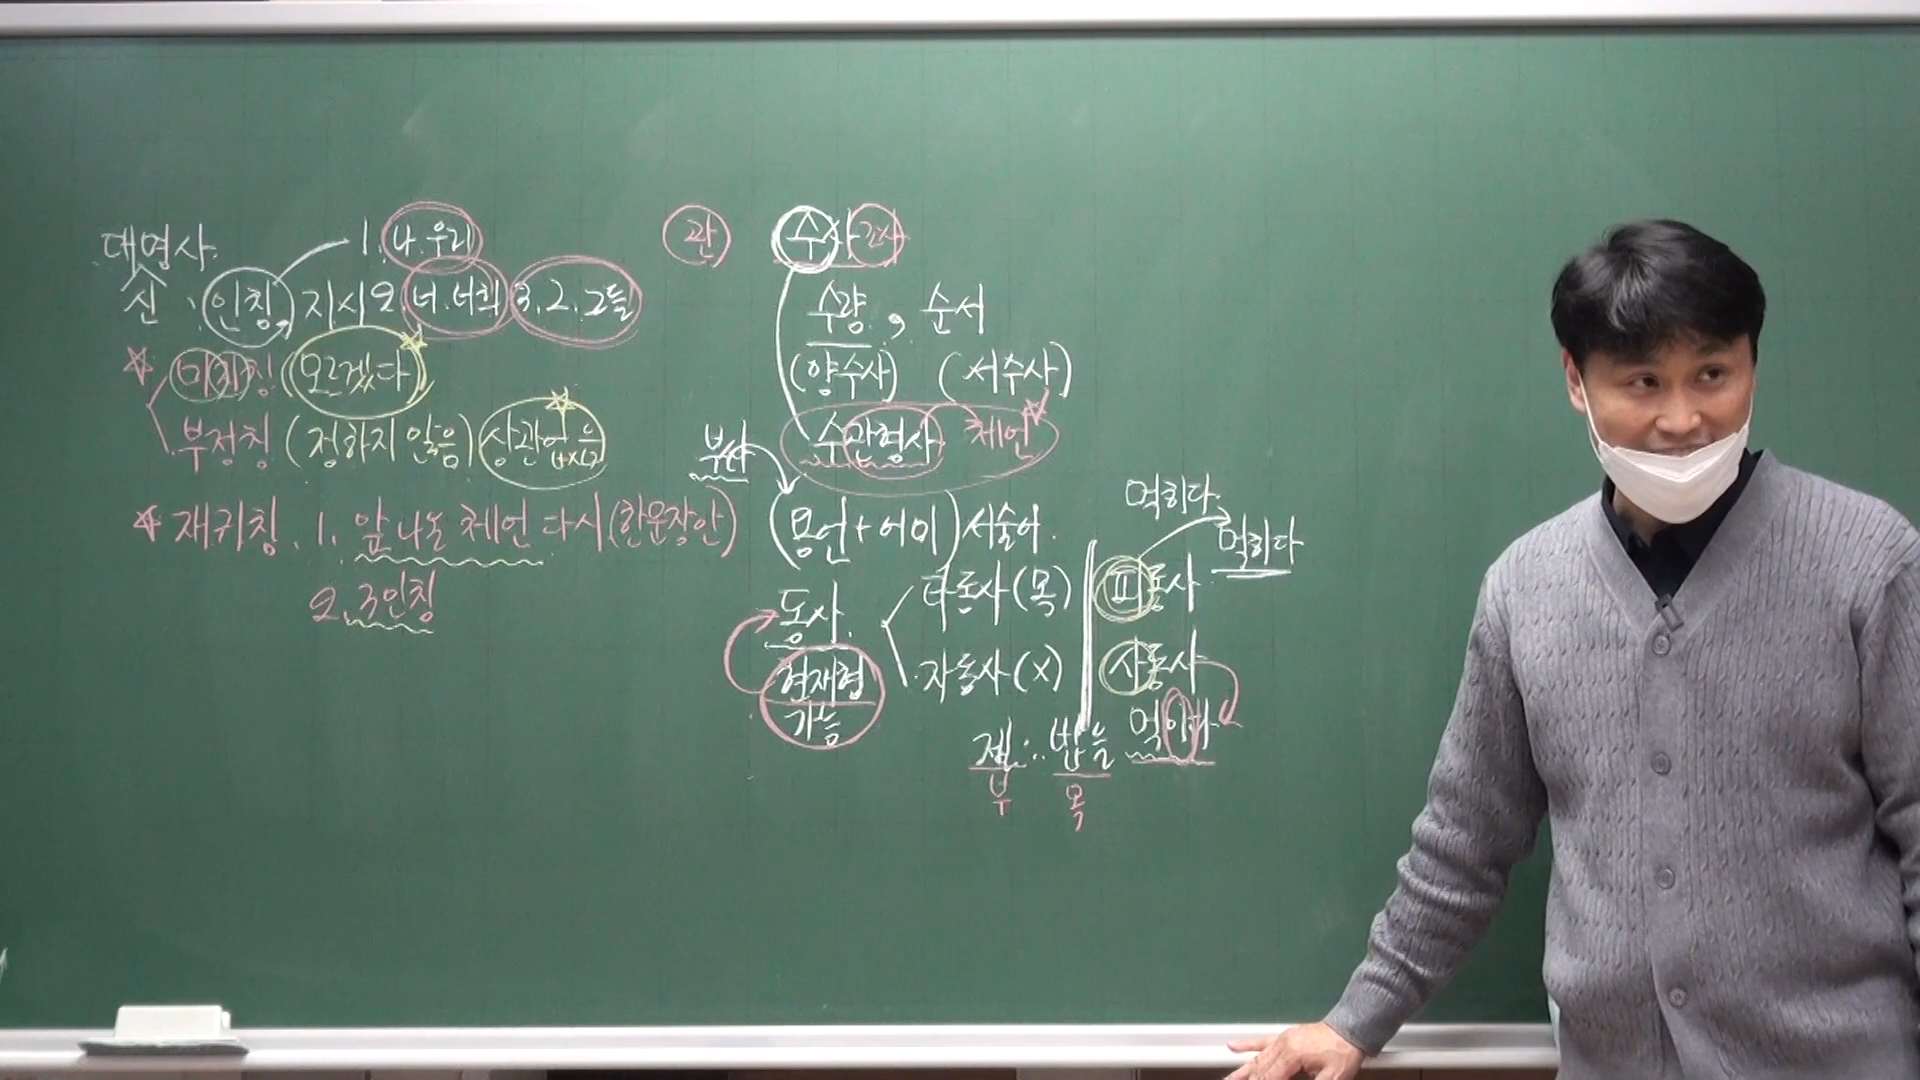 대명사
신
인칭, 지시
1. 나. 우리
2 너. 너희
3. 2. 그들
미지칭 (모르겠다)
부정칭 (정하지 않음) 상관없음
재귀칭. 1. 앞 나온 체언 다시 (한문장안)
2. 3인칭
관
수사 조사
수량, 순서
(양수사) (서수사)
수관형사 체언
부사
(용언+어미) 서술어.
동사
현재형
가능
타동사(목)
자동사(X)
먹히다.
먹히다
피동사
사동사
젭: 밥을 먹이다
부 목